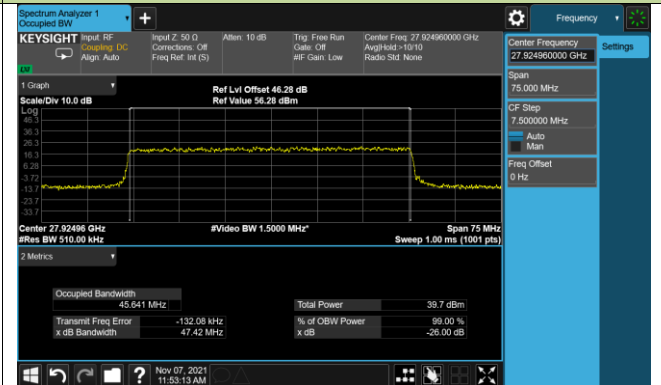 Spectrum Analyzer 1
Occupied BW
Frequency
KEYSIGHT Input: RF
Coupling: DC
Align: Auto
Input Z: 50 Ω
Corrections: Off
Freq Ref: Int (S)
Atten: 10 dB
Trig: Free Run
Gate: Off
#IF Gain: Low
Center Freq: 27.924960000 GHz
Avg|Hold:>10/10
Radio Std: None
Center Frequency
27.924960000 GHz
Settings
Span
75.000 MHz
CF Step
7.500000 MHz
Auto
Man
Freq Offset
0 Hz
1 Graph
Scale/Div 10.0 dB
Ref Lvl Offset 46.28 dB
Ref Value 56.28 dBm
Log
46.3
36.3
26.3
16.3
6.28
-3.72
-13.7
-23.7
-33.7
Center 27.92496 GHz
#Res BW 510.00 kHz
#Video BW 1.5000 MHz*
Span 75 MHz
Sweep 1.00 ms (1001 pts)
2 Metrics
Occupied Bandwidth
45.641 MHz
Total Power 39.7 dBm
Transmit Freq Error -132.08 kHz
% of OBW Power 99.00 %
x dB Bandwidth 47.42 MHz
x dB -26.00 dB
Nov 07, 2021
11:53:13 AM